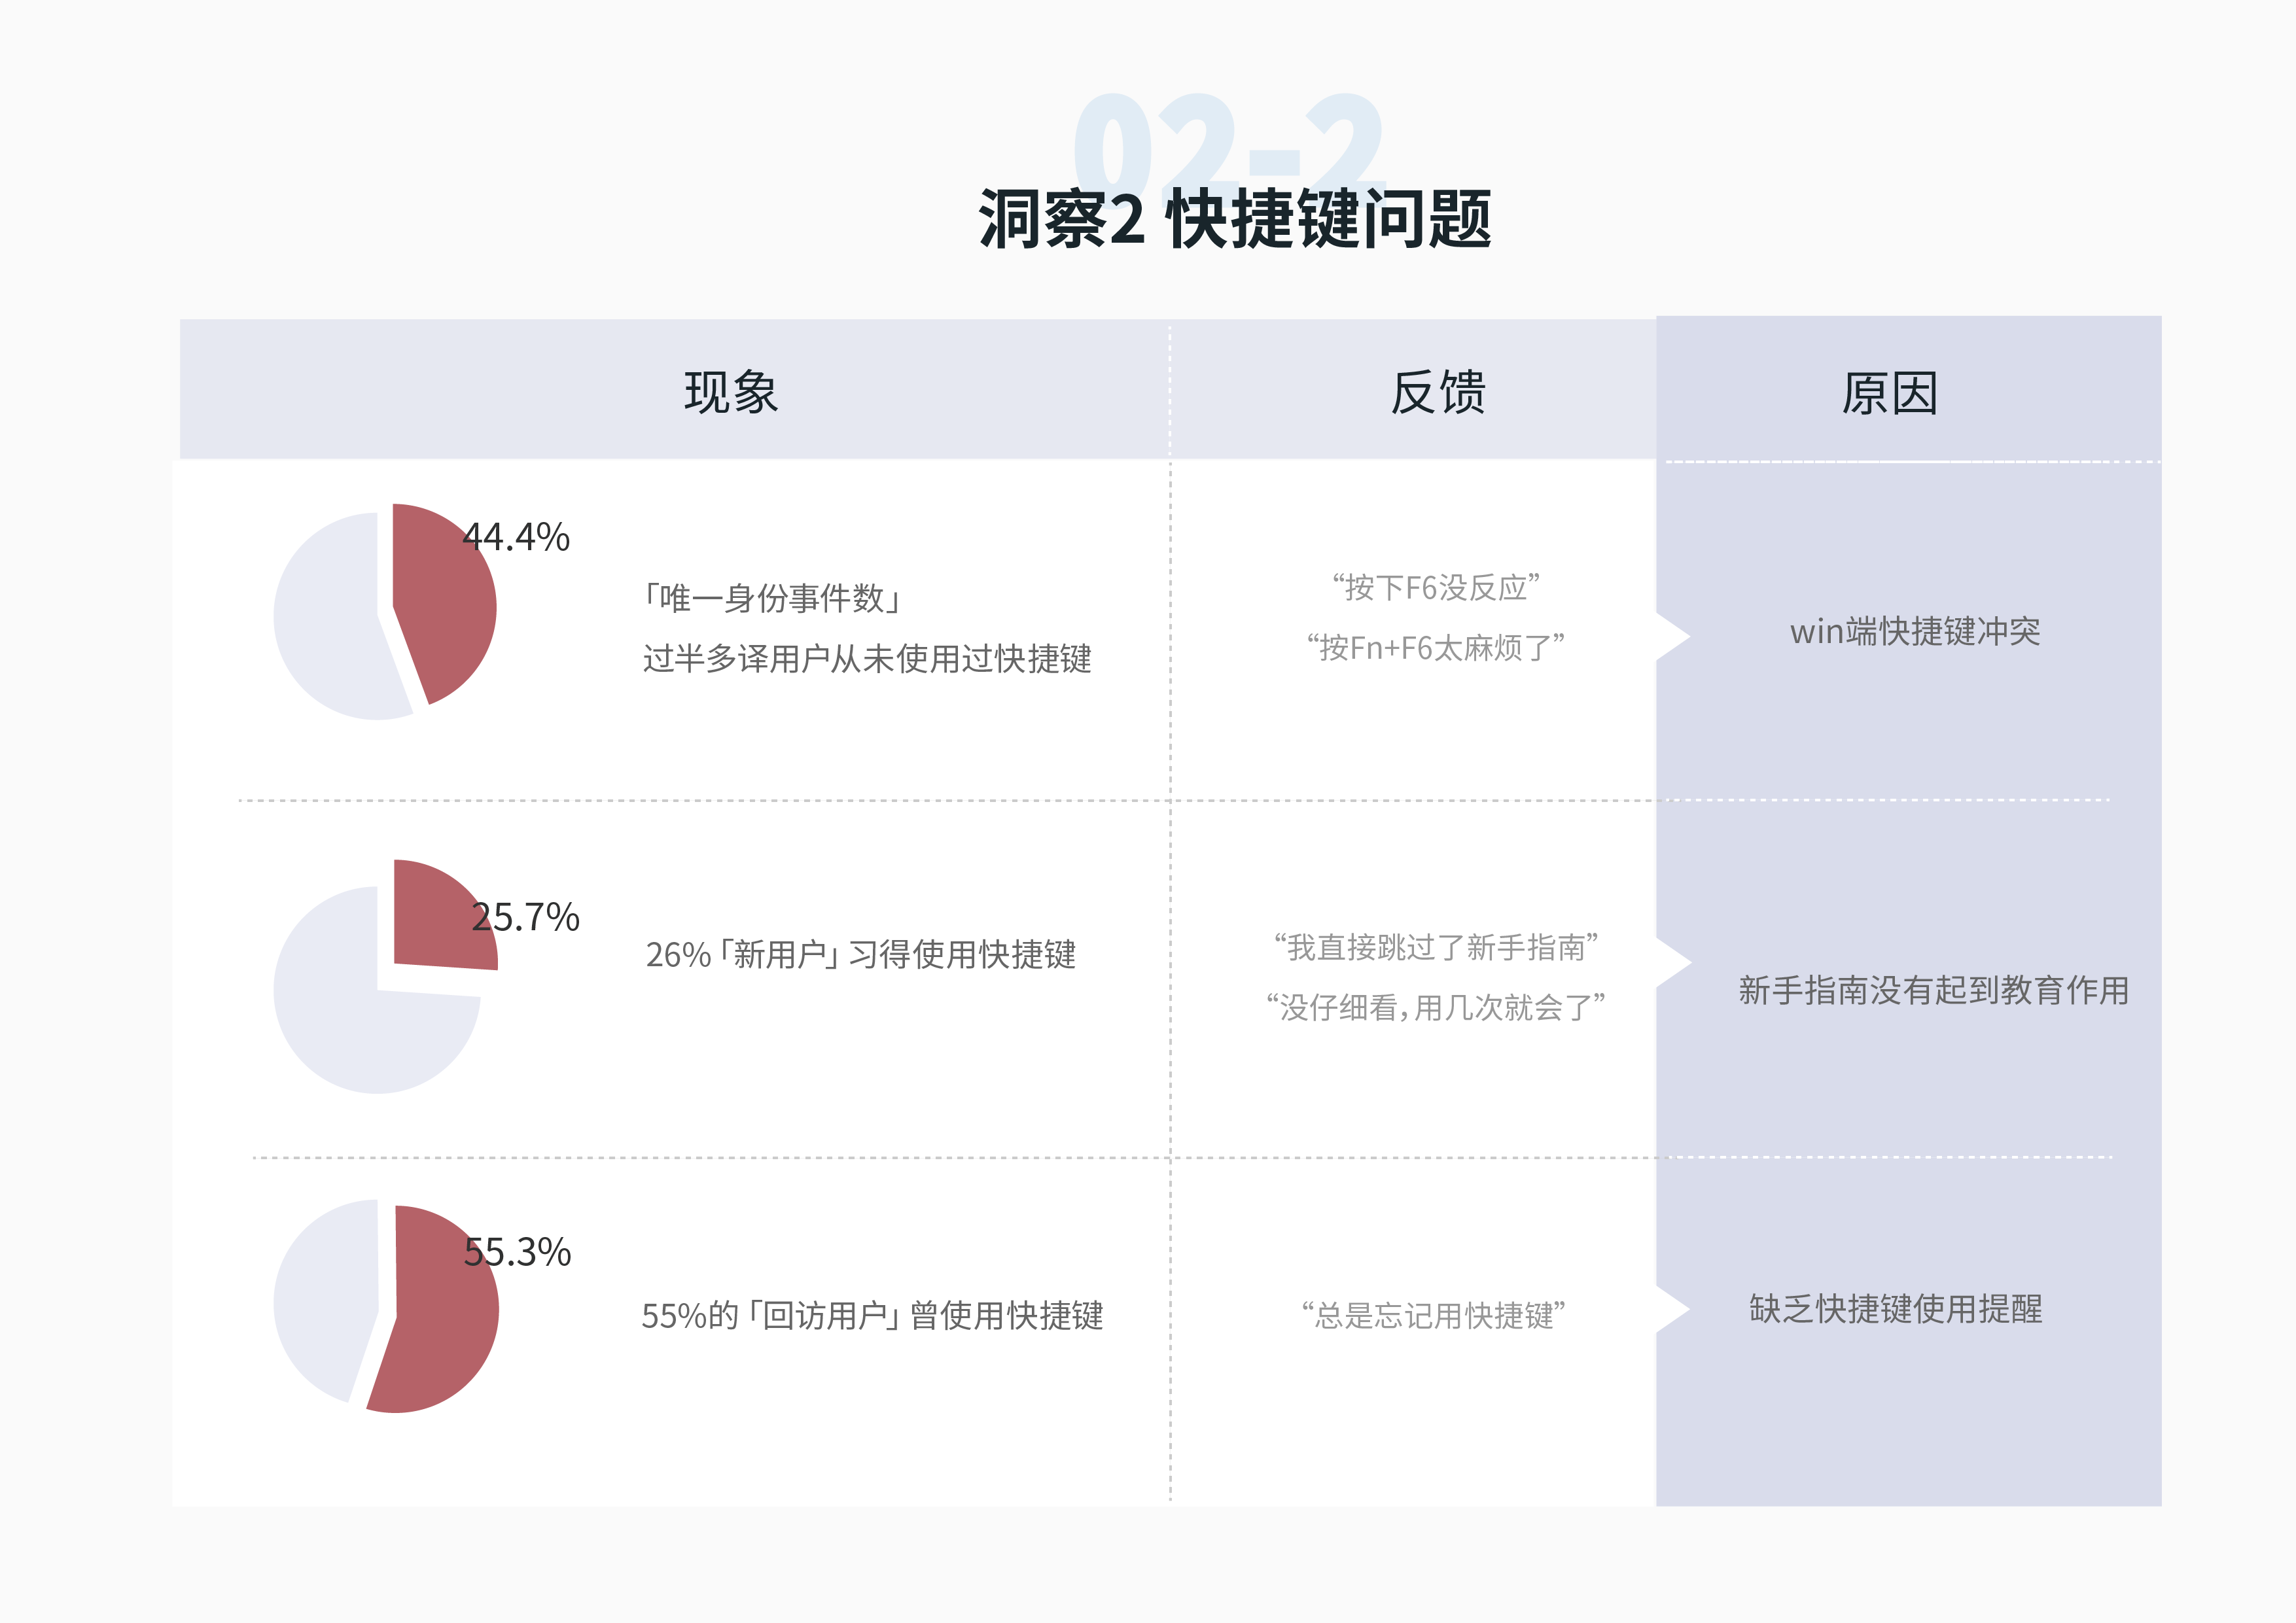 02-2
洞察2 快捷键问题
现象
反馈
原因
44.4%
「唯一身份事件数」
过半多译用户从未使用过快捷键
“按下F6没反应”
“按Fn+F6太麻烦了”
win端快捷键冲突
25.7%
26%「新用户」习得使用快捷键
“我直接跳过了新手指南”
“没仔细看，用几次就会了”
新手指南没有起到教育作用
55.3%
55%的「回访用户」曾使用快捷键
“总是忘记用快捷键”
缺乏快捷键使用提醒